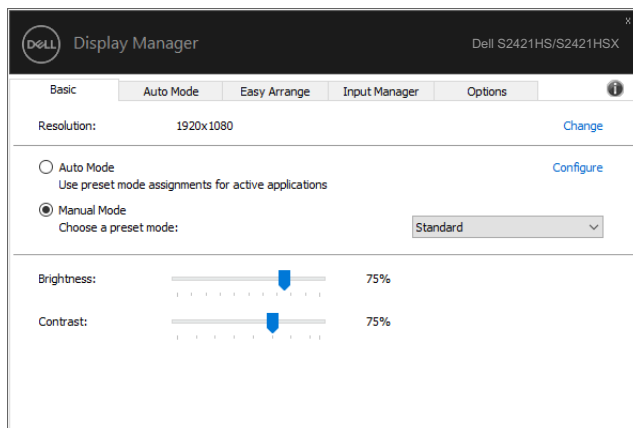 DELL Display Manager Dell S2421HS/S2421HSX
x
Basic Auto Mode Easy Arrange Input Manager Options
Resolution: 1920x1080 Change
Auto Mode Configure
Use preset mode assignments for active applications
Manual Mode
Choose a preset mode: Standard
Brightness: 75%
Contrast: 75%